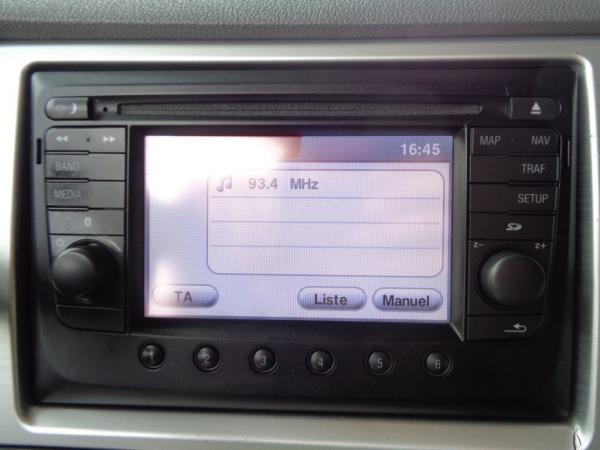 16:45
MAP NAV
BAND
93.4 MHz
TRAF
MEDIA
SETUP
SD
z- z+
TA Liste Manuel
2 3 4 5 6